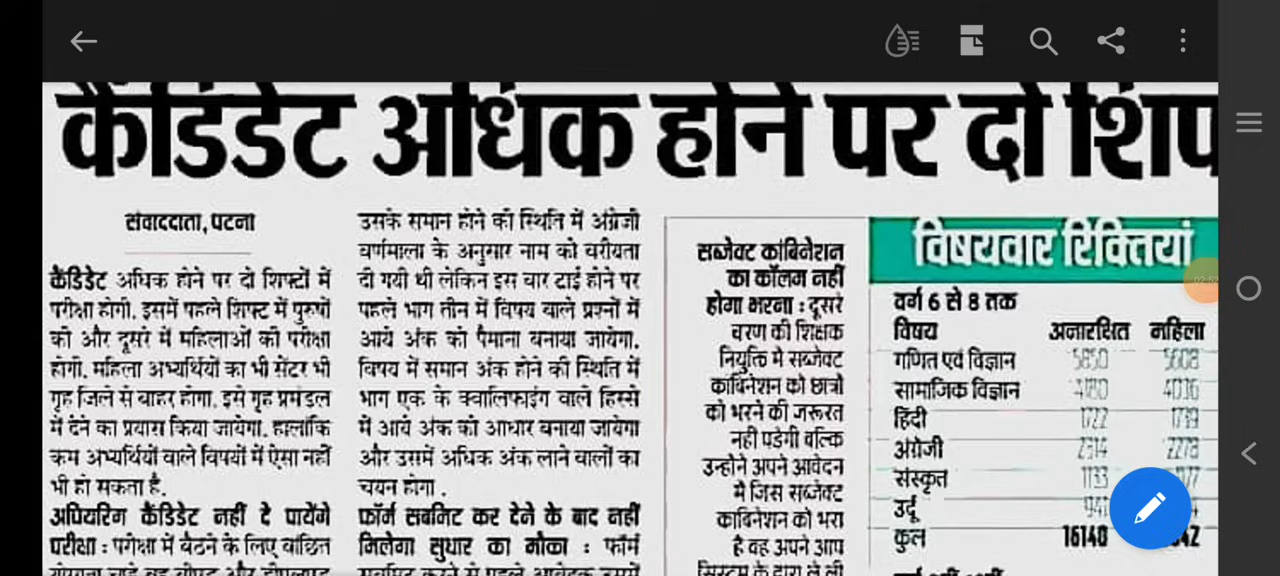 कैंडिडेट अधिक होने पर दो
संवाददाता, पटना
कैंडिडेट अधिक होने पर दो शिफ्टों में
परीक्षा होगी. इसमें पहले शिफ्ट में पुरुषों
की और दूसरे में महिलाओं की परीक्षा
होगी. महिला अभ्यर्थियों का भी सेंटर भी
गृह जिले से बाहर होगा. इसे गृह प्रमंडल
में देने का प्रयास किया जायेगा. हालांकि
कम अभ्यर्थियों वाले विषयों में ऐसा नहीं
भी हो सकता है.
अपियरिंग कैंडिडेट नहीं दे पायेंगे
परीक्षा : परीक्षा में बैठने के लिए वांछित
उसके समान होने की स्थिति में अंग्रेजी
वर्णमाला के अनुसार नाम को वरीयता
दी गयी थी लेकिन इस बार टाई होने पर
पहले भाग तीन में विषय वाले प्रश्नों में
आये अंक को पैमाना बनाया जायेगा.
विषय में समान अंक होने की स्थिति में
भाग एक के क्वालिफाइंग वाले हिस्से
में आये अंक को आधार बनाया जायेगा
और उसमें अधिक अंक लाने वालों का
चयन होगा .
फॉर्म सबमिट कर देने के बाद नहीं
मिलेगा सुधार का मौका : फॉर्म
सब्जेक्ट कांबिनेशन
का कॉलम नहीं
होगा भरना : दूसरे
चरण की शिक्षक
नियुक्ति में सब्जेक्ट
कांबिनेशन को छात्रों
को भरने की जरूरत
नहीं पड़ेगी बल्कि
उन्होंने अपने आवेदन
में जिस सब्जेक्ट
कांबिनेशन को भरा
है वह अपने आप
सिस्टम के द्वारा ले ली
विषयवार रिक्तियां
वर्ग 6 से 8 तक
विषय अनारक्षित महिला
गणित एवं विज्ञान 5850 5608
सामाजिक विज्ञान 4180 4036
हिंदी 1722 1739
अंग्रेजी 2314 2278
संस्कृत 1133
उर्दू
कुल 16140